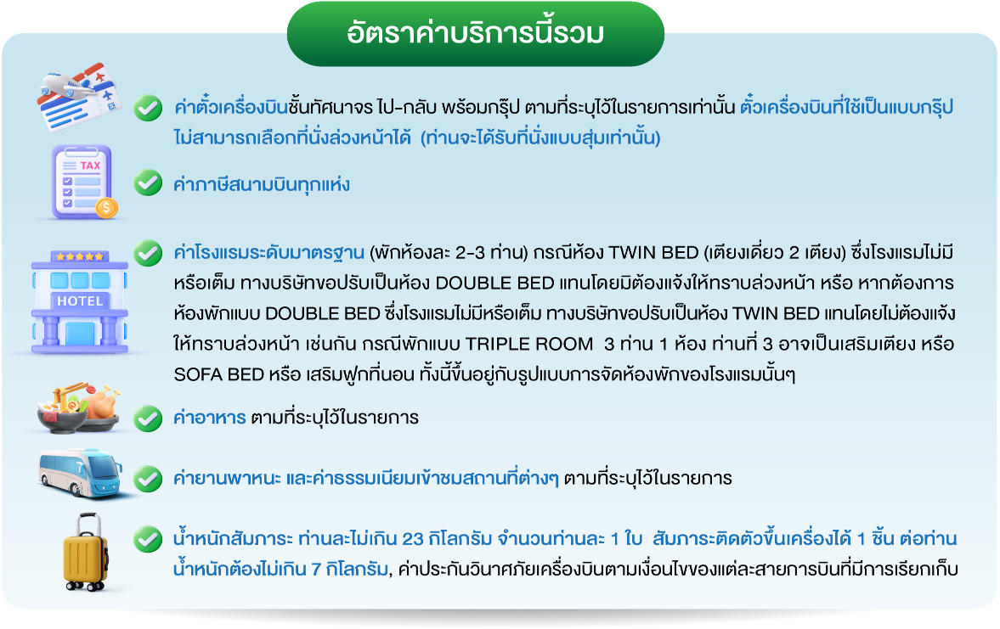 อัตราค่าบริการนี้รวม
ค่าตั๋วเครื่องบินชั้นทัศนาจร ไป-กลับ พร้อมกรุ๊ป ตามที่ระบุไว้ในรายการเท่านั้น ตั๋วเครื่องบินที่ใช้เป็นแบบกรุ๊ป
ไม่สามารถเลือกที่นั่งล่วงหน้าได้ (ท่านจะได้รับที่นั่งแบบสุ่มเท่านั้น)
TAX
ค่าภาษีสนามบินทุกแห่ง
ค่าโรงแรมระดับมาตรฐาน (พักห้องละ 2-3 ท่าน) กรณีห้อง TWIN BED (เตียงเดี่ยว 2 เตียง) ซึ่งโรงแรมไม่มี
หรือเต็ม ทางบริษัทขอปรับเป็นห้อง DOUBLE BED แทนโดยมิต้องแจ้งให้ทราบล่วงหน้า หรือ หากต้องการ
HOTEL
ห้องพักแบบ DOUBLE BED ซึ่งโรงแรมไม่มีหรือเต็ม ทางบริษัทขอปรับเป็นห้อง TWIN BED แทนโดยไม่ต้องแจ้ง
ให้ทราบล่วงหน้า เช่นกัน กรณีพักแบบ TRIPLE ROOM 3 ท่าน 1 ห้อง ท่านที่ 3 อาจเป็นเสริมเตียง หรือ
SOFA BED หรือ เสริมฟูกที่นอน ทั้งนี้ขึ้นอยู่กับรูปแบบการจัดห้องพักของโรงแรมนั้นๆ
ค่าอาหาร ตามที่ระบุไว้ในรายการ
ค่ายานพาหนะ และค่าธรรมเนียมเข้าชมสถานที่ต่างๆ ตามที่ระบุไว้ในรายการ
น้ำหนักสัมภาระ ท่านละไม่เกิน 23 กิโลกรัม จำนวนท่านละ 1 ใบ สัมภาระติดตัวขึ้นเครื่องได้ 1 ชิ้น ต่อท่าน
น้ำหนักต้องไม่เกิน 7 กิโลกรัม, ค่าประกันวินาศภัยเครื่องบินตามเงื่อนไขของแต่ละสายการบินที่มีการเรียกเก็บ